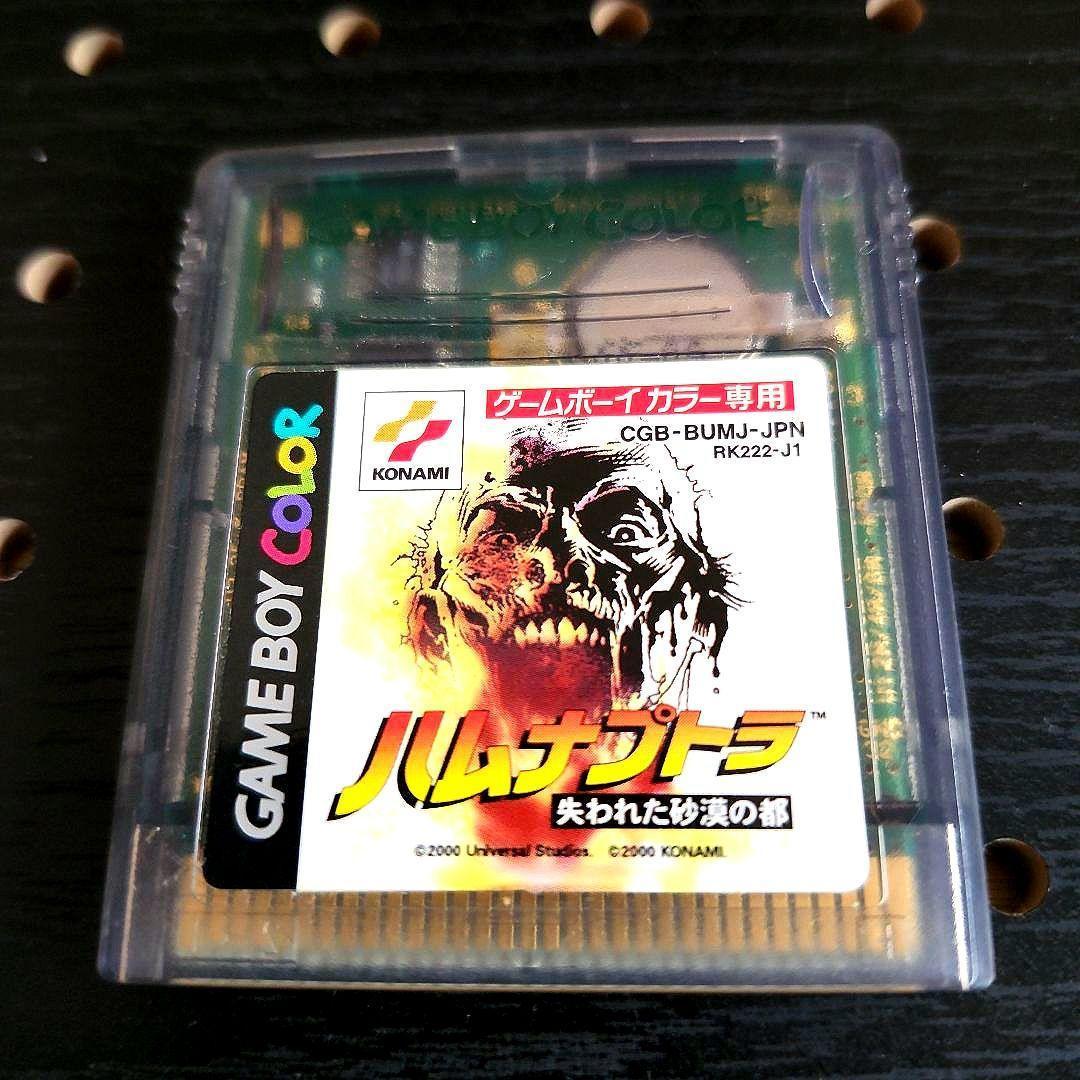 GAME BOY COLOR
KONAMI
ゲームボーイカラー専用
CGB-BUMJ-JPN
RK222-J1
ハムナプトラ™
失われた砂漠の都
©2000 Universal Studios. ©2000 KONAMI.
GAME BOY COLOR